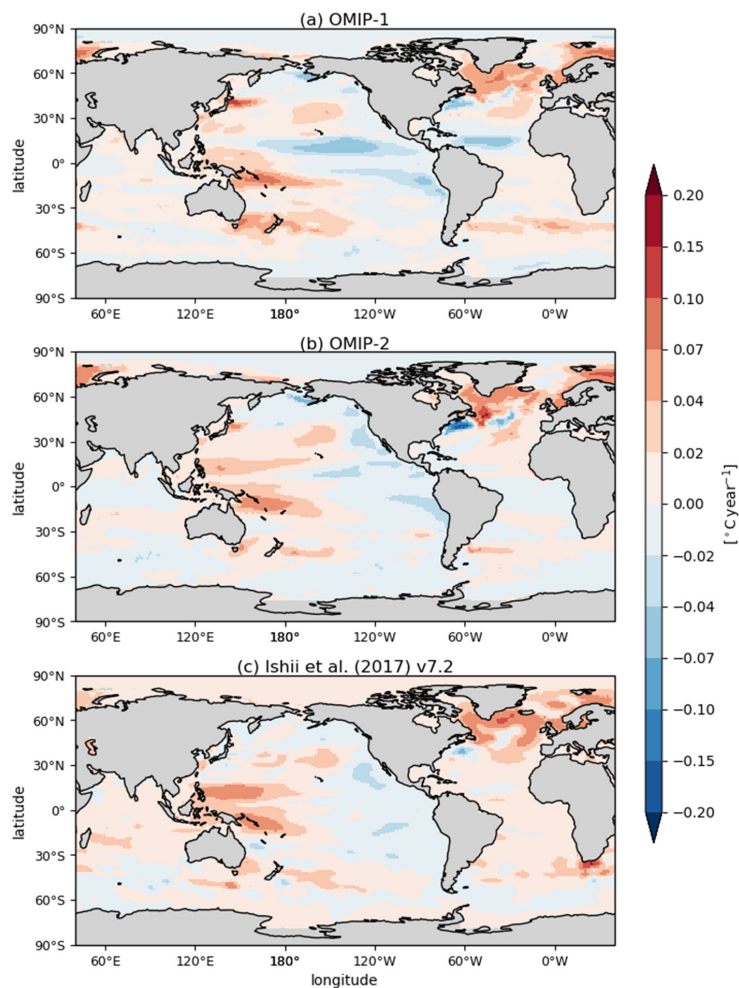 (a) OMIP-1
90°N
60°N
30°N
0°
30°S
60°S
90°S
latitude
60°E 120°E 180° 120°W 60°W 0°W
(b) OMIP-2
90°N
60°N
30°N
0°
30°S
60°S
90°S
latitude
60°E 120°E 180° 120°W 60°W 0°W
(c) Ishii et al. (2017) v7.2
90°N
60°N
30°N
0°
30°S
60°S
90°S
latitude
60°E 120°E 180° 120°W 60°W 0°W
longitude
0.20
0.15
0.10
0.07
0.04
0.02
0.00
−0.02
−0.04
−0.07
−0.10
−0.15
−0.20
[°Cyear⁻¹]